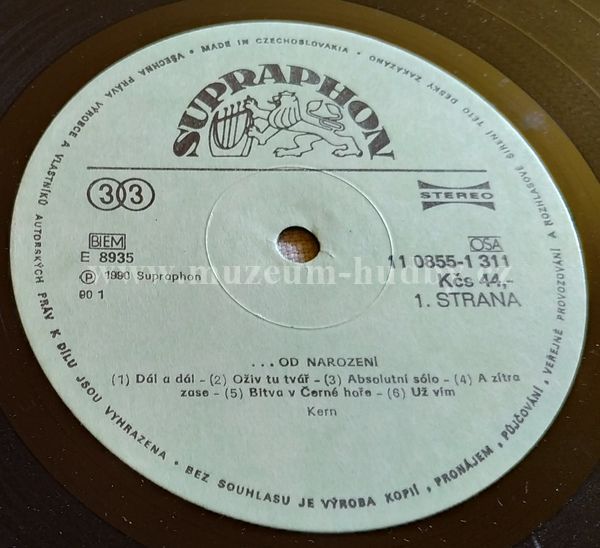 VŠECHNA PRÁVA VÝROBCE A VLASTNÍKŮ AUTORSKÝCH PRÁV K DÍLU JSOU VYHRAZENA • BEZ SOUHLASU JE VÝROBA KOPIÍ, PRONÁJEM, PŮJČOVÁNÍ, VEŘEJNÉ PROVOZOVÁNÍ A ROZHLASOVÉ ŠÍŘENÍ TÉTO DESKY ZAKÁZÁNO • MADE IN CZECHOSLOVAKIA •
SUPRAPHON
33
STEREO
BIEM
OSA
E 8935
11 0855-1 311
www.muzeum-hudby.cz
Ⓟ 1990 Supraphon
Kčs 44,-
90 1
1. STRANA
...OD NAROZENÍ
(1) Dál a dál – (2) Oživ tu tvář – (3) Absolutní sólo – (4) A zítra
zase – (5) Bitva v Černé hoře – (6) Už vím
Kern